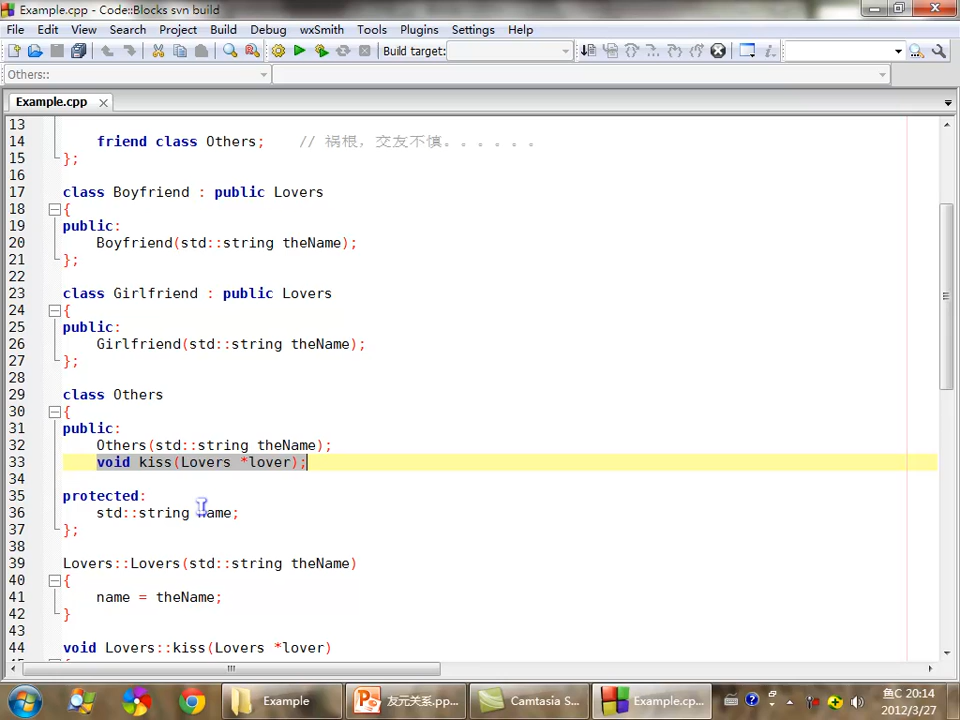 Example.cpp - Code::Blocks svn build
File Edit View Search Project Build Debug wxSmith Tools Plugins Settings Help
Build target:
Others::
Example.cpp
13
14 friend class Others; // 祸根，交友不慎。。。。。。
15 };
16
17 class Boyfriend : public Lovers
18 {
19 public:
20 Boyfriend(std::string theName);
21 };
22
23 class Girlfriend : public Lovers
24 {
25 public:
26 Girlfriend(std::string theName);
27 };
28
29 class Others
30 {
31 public:
32 Others(std::string theName);
33 void kiss(Lovers *lover);
34
35 protected:
36 std::string name;
37 };
38
39 Lovers::Lovers(std::string theName)
40 {
41 name = theName;
42 }
43
44 void Lovers::kiss(Lovers *lover)
Example 友元关系.pp... Camtasia S... Example.cp... 鱼C 20:14
2012/3/27